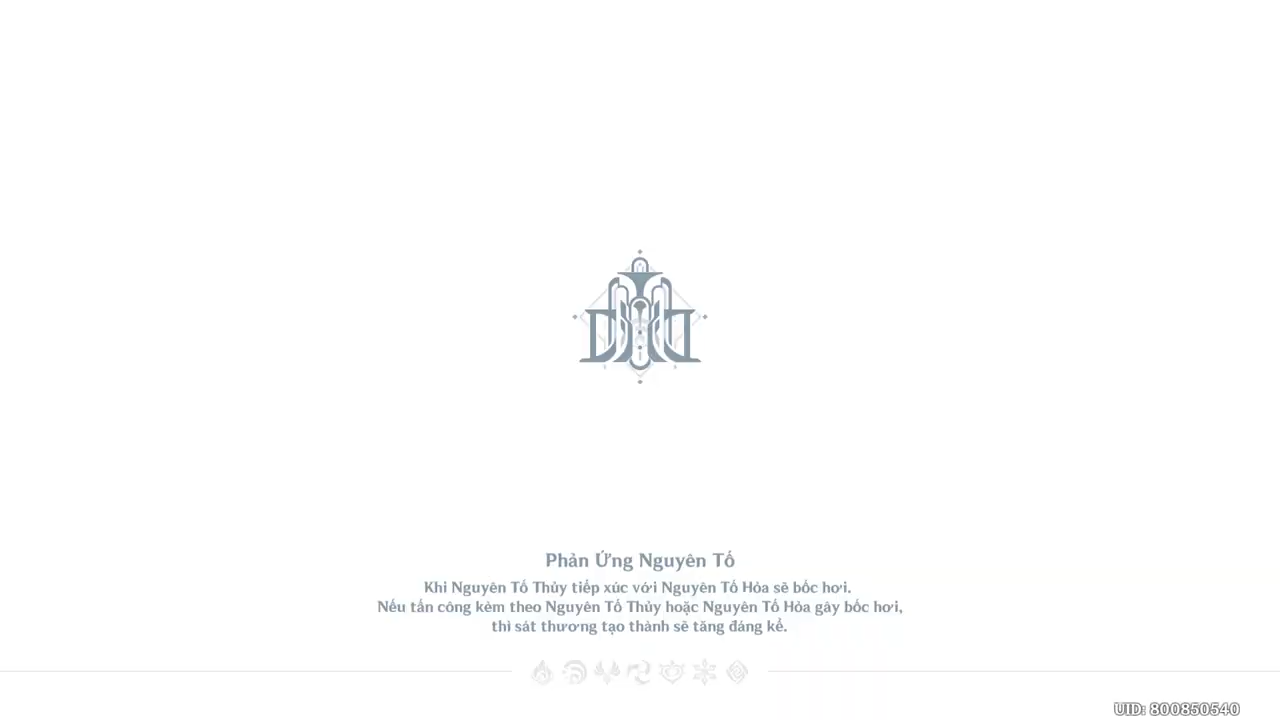 Phản Ứng Nguyên Tố
Khi Nguyên Tố Thủy tiếp xúc với Nguyên Tố Hỏa sẽ bốc hơi.
Nếu tấn công kèm theo Nguyên Tố Thủy hoặc Nguyên Tố Hỏa gây bốc hơi,
thì sát thương tạo thành sẽ tăng đáng kể.
UID: 800850540